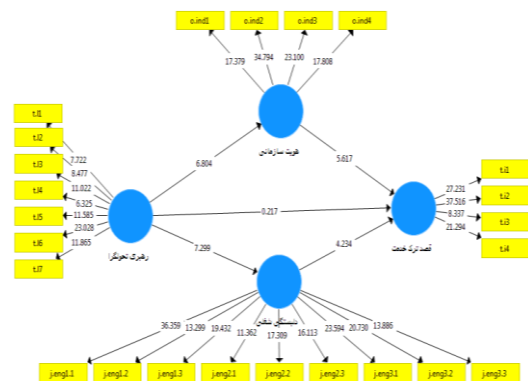 o.ind1 o.ind2 o.ind3 o.ind4
17.379 34.794 23.100 17.808
هویت سازمانی
t.l1
t.l2
t.l3
t.l4
t.l5
t.l6
t.l7
7.722
8.477
11.022
6.325
11.585
23.028
11.865
رهبری تحولگرا
6.804
5.617
0.217
7.299
4.234
t.i1
t.i2
t.i3
t.i4
27.231
37.516
8.337
21.294
قصد ترک خدمت
دلبستگی شغلی
36.359 13.299 19.432 11.362 17.309 16.113 23.594 20.730 13.886
j.eng1.1 j.eng1.2 j.eng1.3 j.eng2.1 j.eng2.2 j.eng2.3 j.eng3.1 j.eng3.2 j.eng3.3